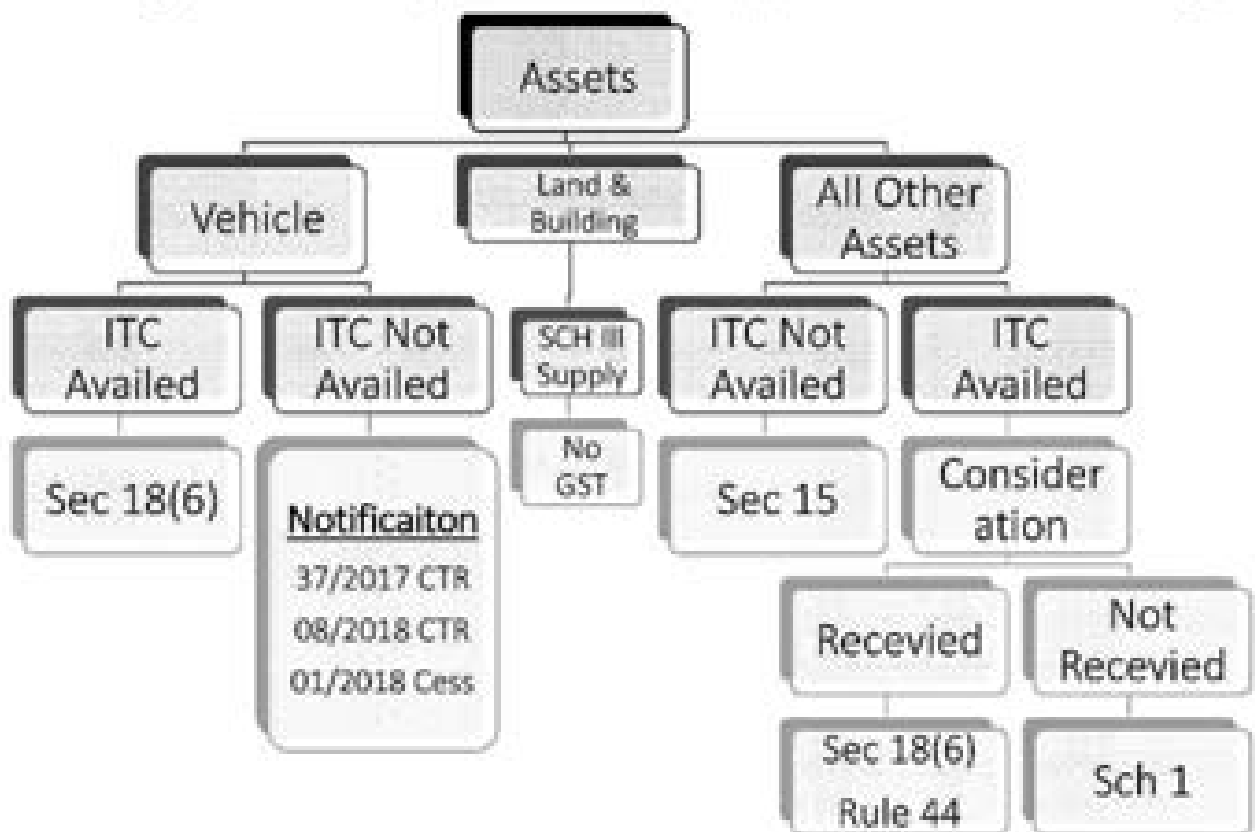 Assets
Vehicle
Land &
Building
All Other
Assets
ITC
Availed
ITC Not
Availed
SCH III
Supply
ITC Not
Availed
ITC
Availed
Sec 18(6)
Notificaiton
37/2017 CTR
08/2018 CTR
01/2018 Cess
No
GST
Sec 15
Consider
ation
Recevied
Not
Recevied
Sec 18(6)
Rule 44
Sch 1